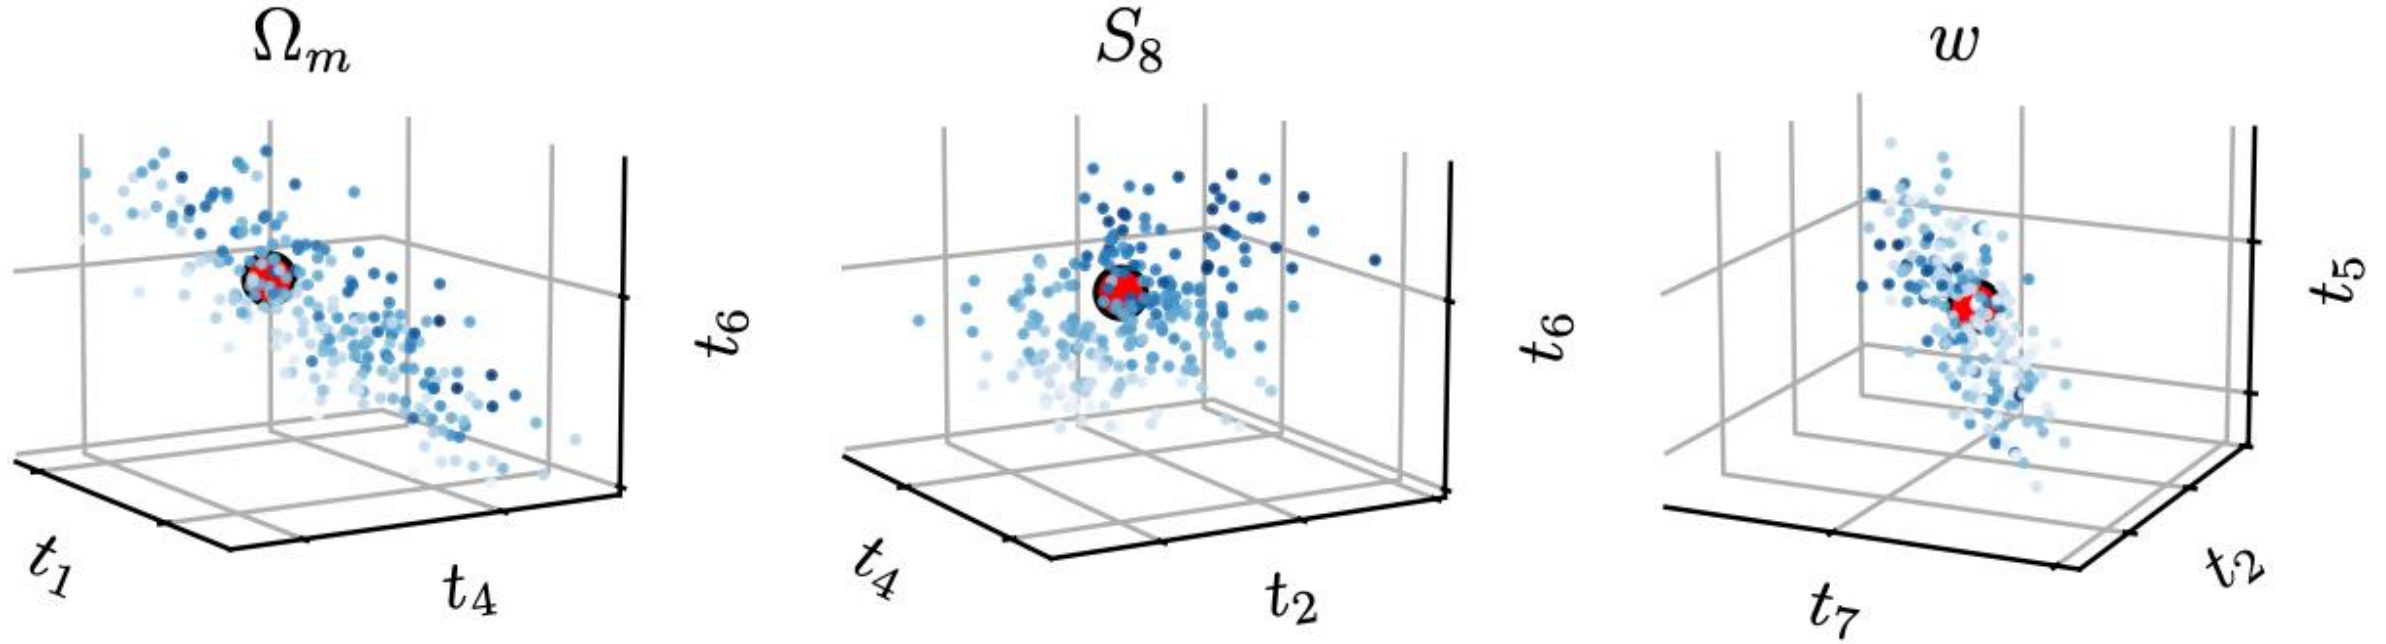 Ωₘ
S₈
w
t₁
t₄
t₆
t₄
t₂
t₆
t₇
t₂
t₅